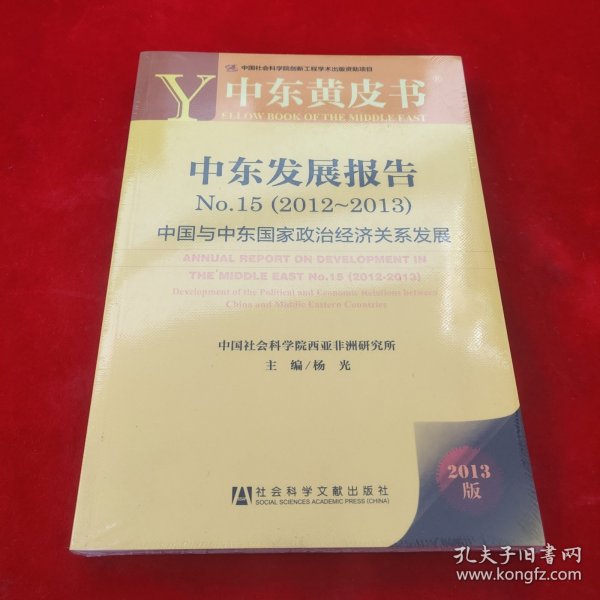 中国社会科学院创新工程学术出版资助项目
Y 中东黄皮书®
ELLOW BOOK OF THE MIDDLE EAST
中东发展报告
No.15 (2012~2013)
中国与中东国家政治经济关系发展
ANNUAL REPORT ON DEVELOPMENT IN
THE MIDDLE EAST No.15 (2012-2013)
Development of the Political and Economic Relations between
China and Middle Eastern Countries
中国社会科学院西亚非洲研究所
主 编/杨 光
2013
版
社会科学文献出版社
SOCIAL SCIENCES ACADEMIC PRESS (CHINA)
孔夫子旧书网
www.kongfz.com